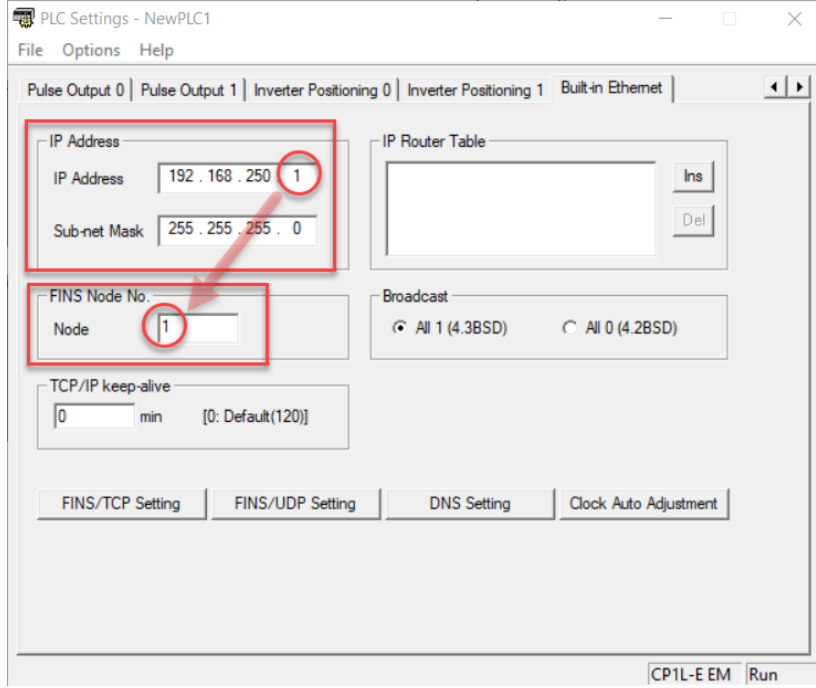 PLC Settings - NewPLC1
File Options Help
Pulse Output 0 Pulse Output 1 Inverter Positioning 0 Inverter Positioning 1 Built-in Ethernet
IP Address
IP Address 192 . 168 . 250 . 1
Sub-net Mask 255 . 255 . 255 . 0
IP Router Table
Ins
Del
FINS Node No.
Node 1
Broadcast
All 1 (4.3BSD) All 0 (4.2BSD)
TCP/IP keep-alive
0 min [0: Default(120)]
FINS/TCP Setting FINS/UDP Setting DNS Setting Clock Auto Adjustment
CP1L-E EM Run